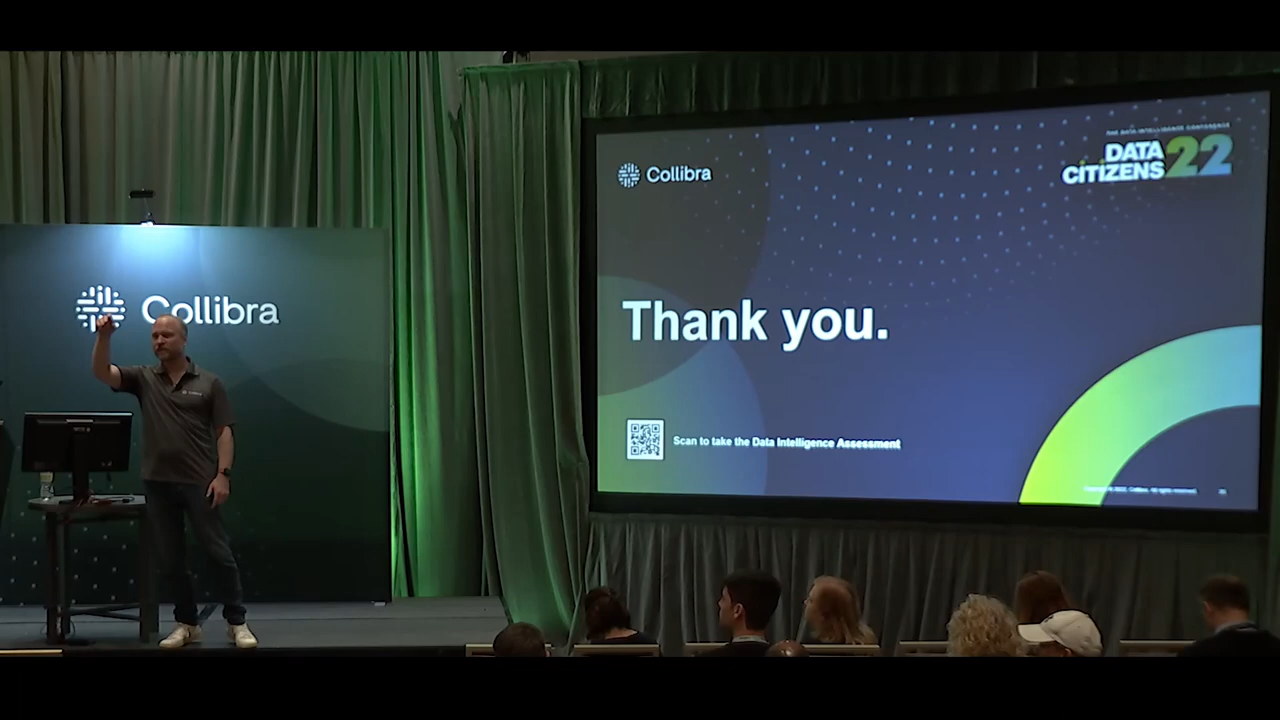 Collibra
Collibra
THE DATA INTELLIGENCE CONFERENCE
DATA
CITIZENS 22
Thank you.
Scan to take the Data Intelligence Assessment